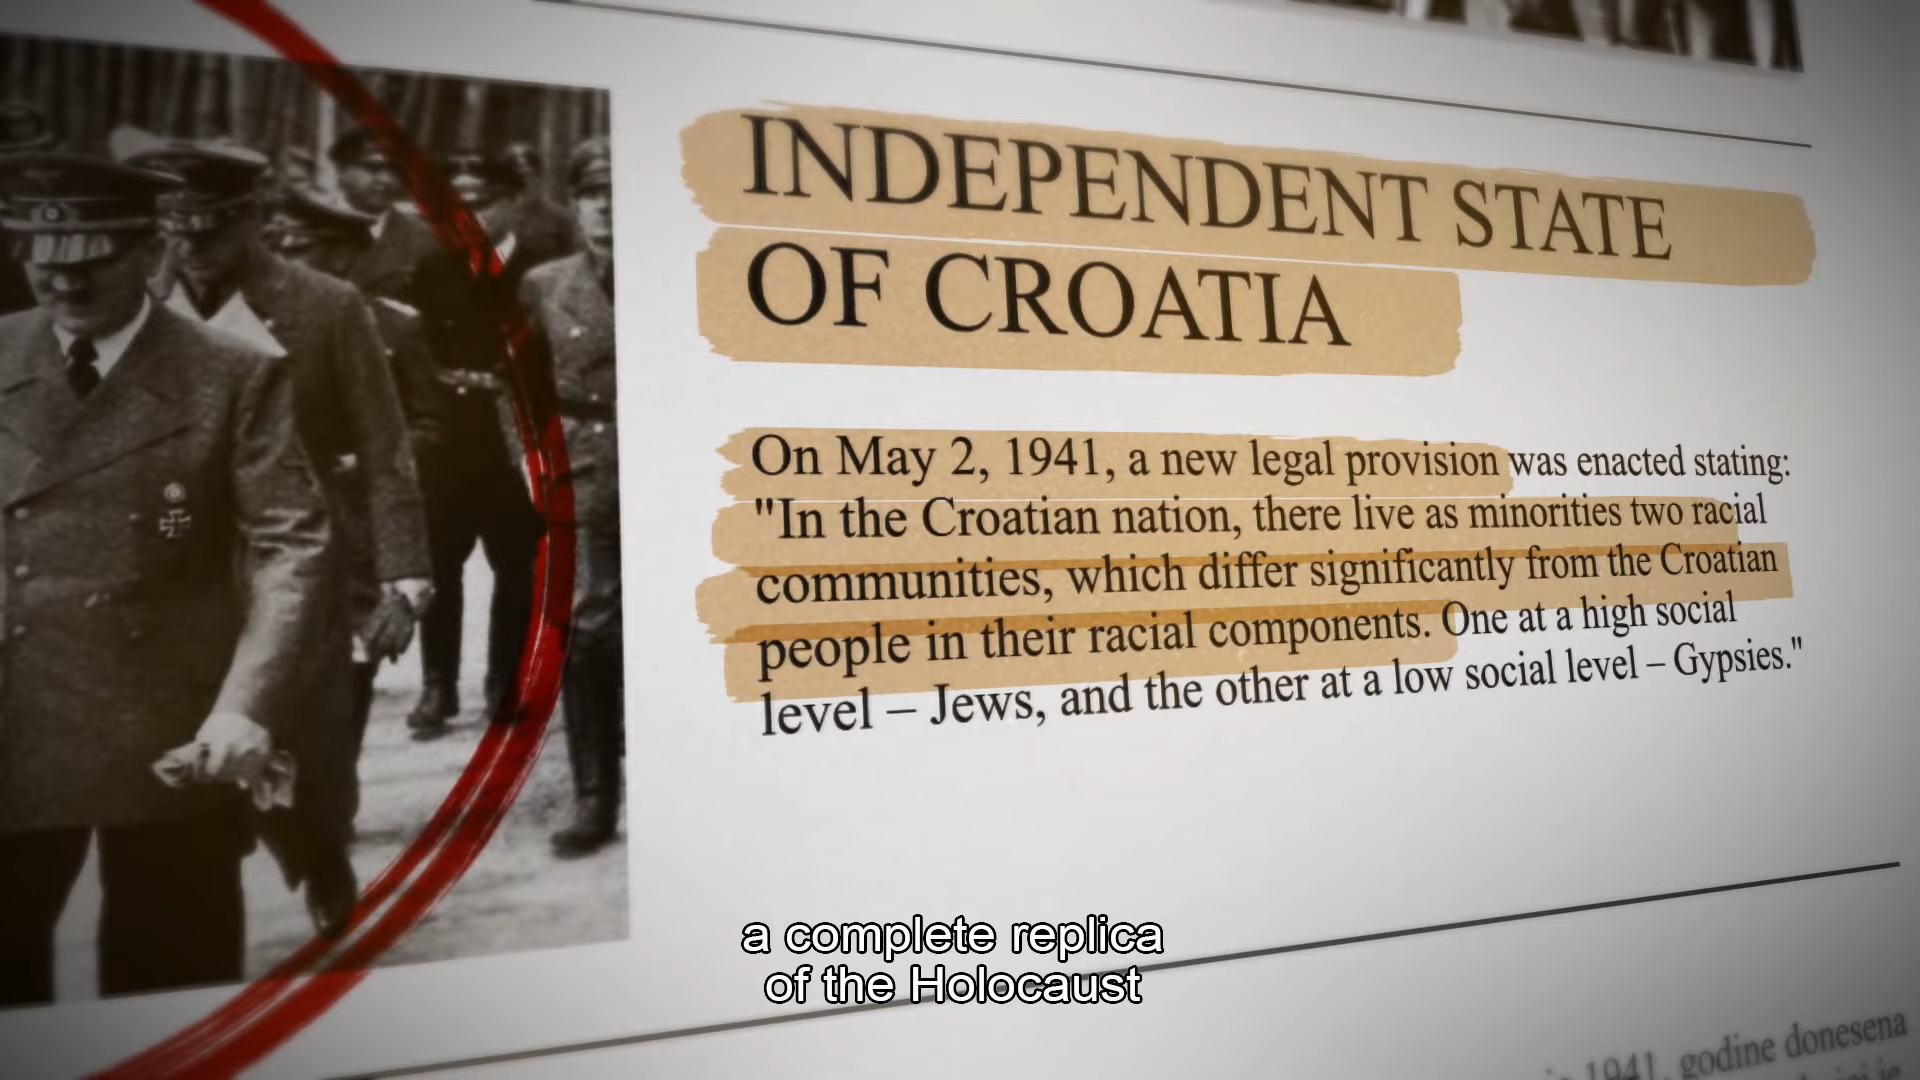 INDEPENDENT STATE
OF CROATIA
On May 2, 1941, a new legal provision was enacted stating:
"In the Croatian nation, there live as minorities two racial
communities, which differ significantly from the Croatian
people in their racial components. One at a high social
level – Jews, and the other at a low social level – Gypsies."
a complete replica
of the Holocaust
1941. godine donesena